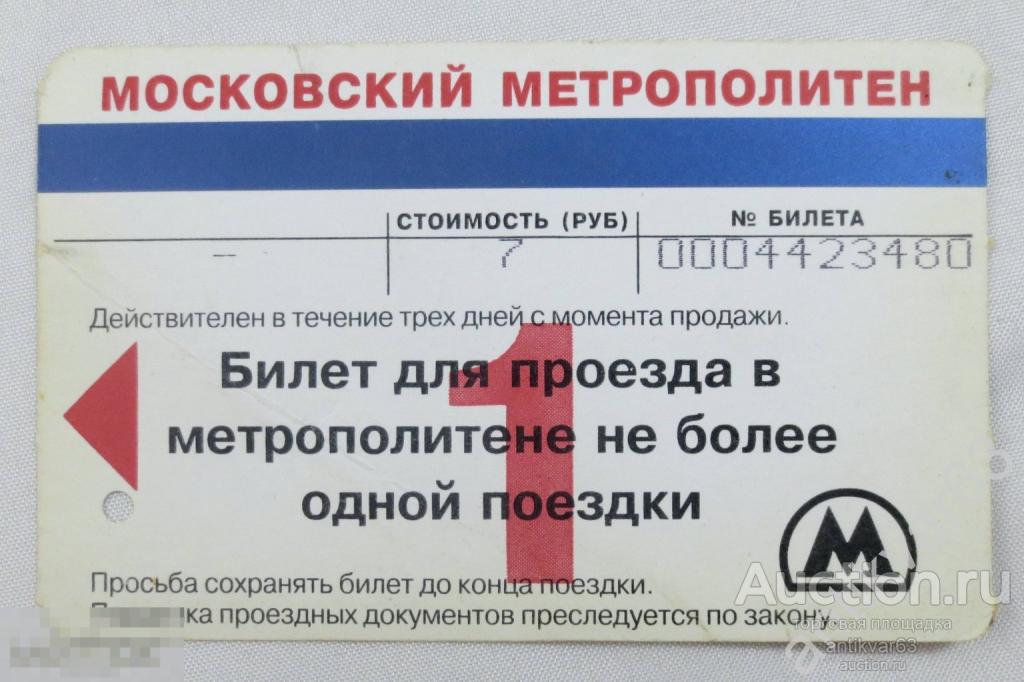 МОСКОВСКИЙ МЕТРОПОЛИТЕН
СТОИМОСТЬ (РУБ) № БИЛЕТА
– 7 0004423480
Действителен в течение трех дней с момента продажи.
1
Билет для проезда в
метрополитене не более
одной поездки
М
Просьба сохранять билет до конца поездки.
проездных документов преследуется по закону.
Auction.ru
торговая площадка
antikvar63
auction.ru